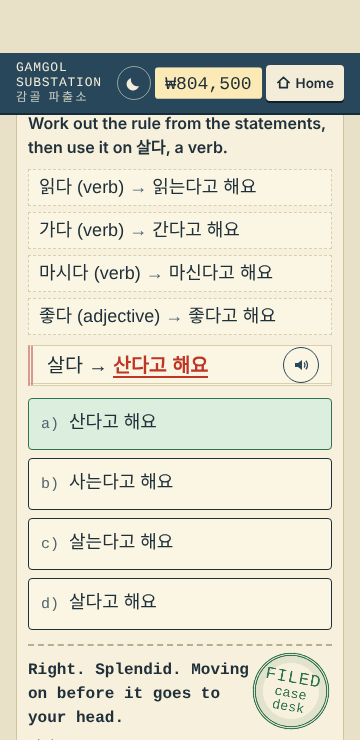 GAMGOL
SUBSTATION
감골 파출소
₩804,500
Home
Work out the rule from the statements,
then use it on 살다, a verb.
읽다 (verb) → 읽는다고 해요
가다 (verb) → 간다고 해요
마시다 (verb) → 마신다고 해요
좋다 (adjective) → 좋다고 해요
살다 → 산다고 해요
a) 산다고 해요
b) 사는다고 해요
c) 살는다고 해요
d) 살다고 해요
Right. Splendid. Moving
on before it goes to
your head.
FILED
case
desk